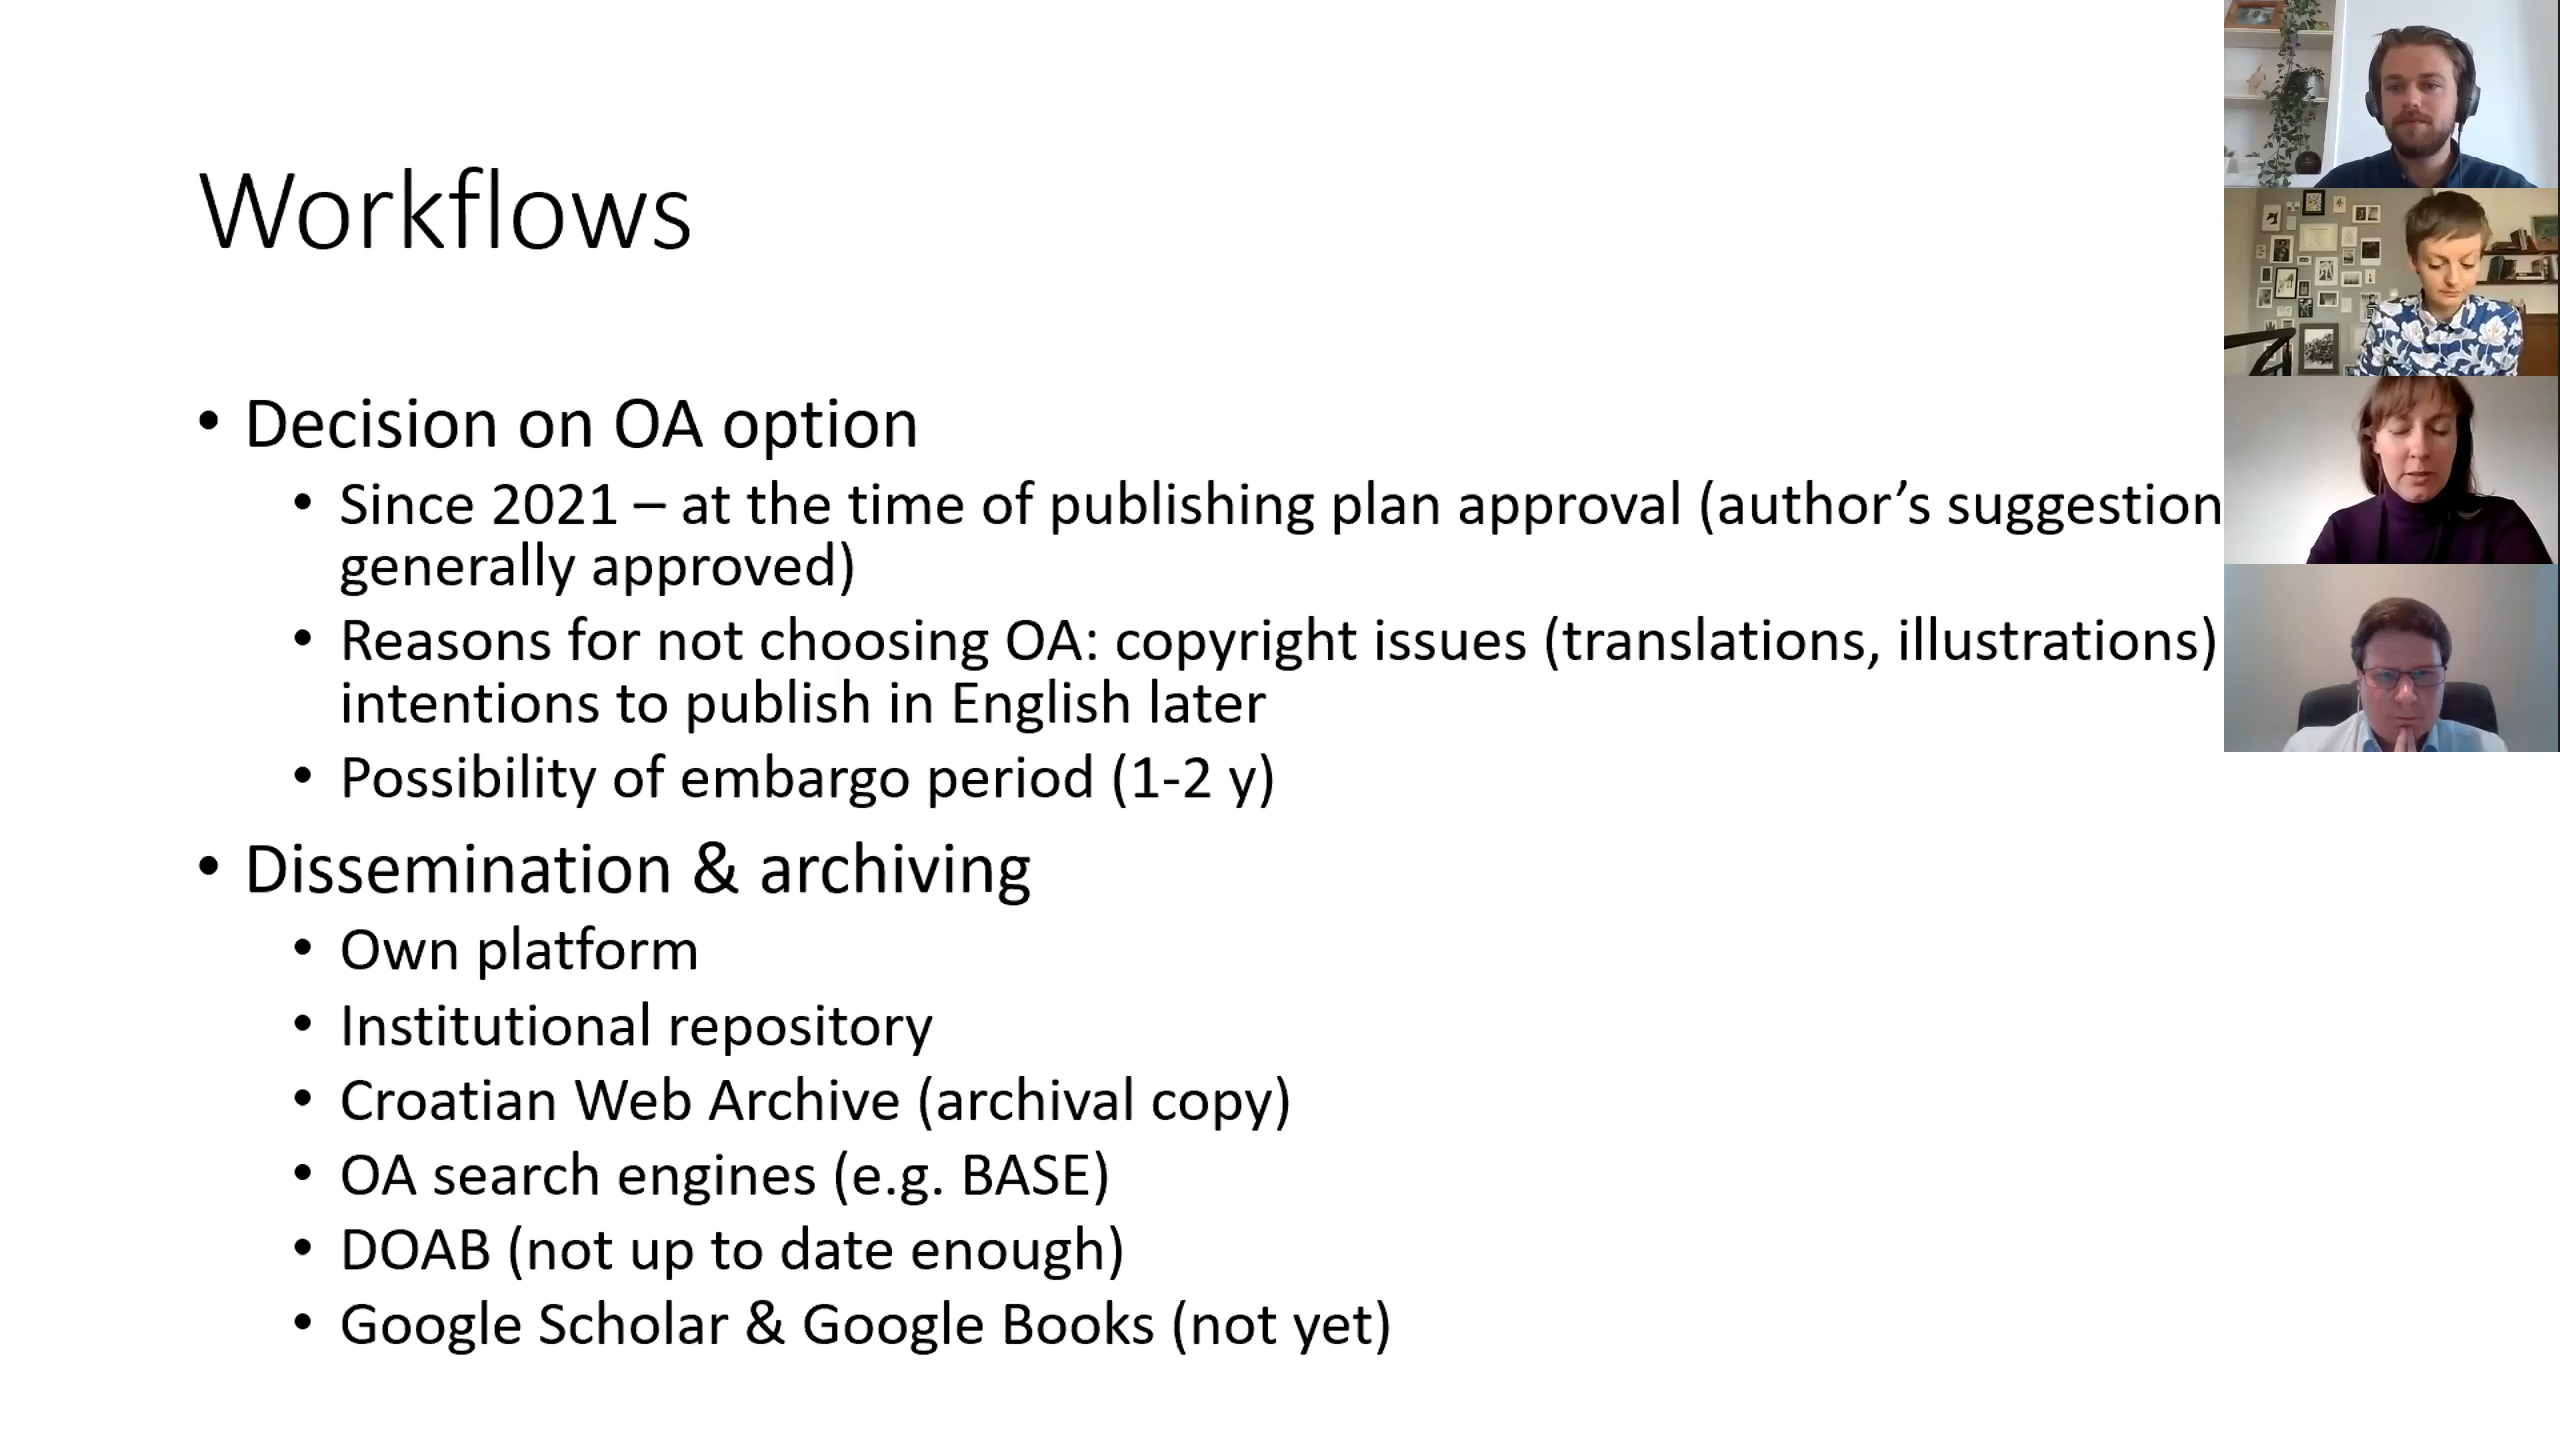 Workflows
• Decision on OA option
• Since 2021 – at the time of publishing plan approval (author’s suggestion
generally approved)
• Reasons for not choosing OA: copyright issues (translations, illustrations)
intentions to publish in English later
• Possibility of embargo period (1-2 y)
• Dissemination & archiving
• Own platform
• Institutional repository
• Croatian Web Archive (archival copy)
• OA search engines (e.g. BASE)
• DOAB (not up to date enough)
• Google Scholar & Google Books (not yet)